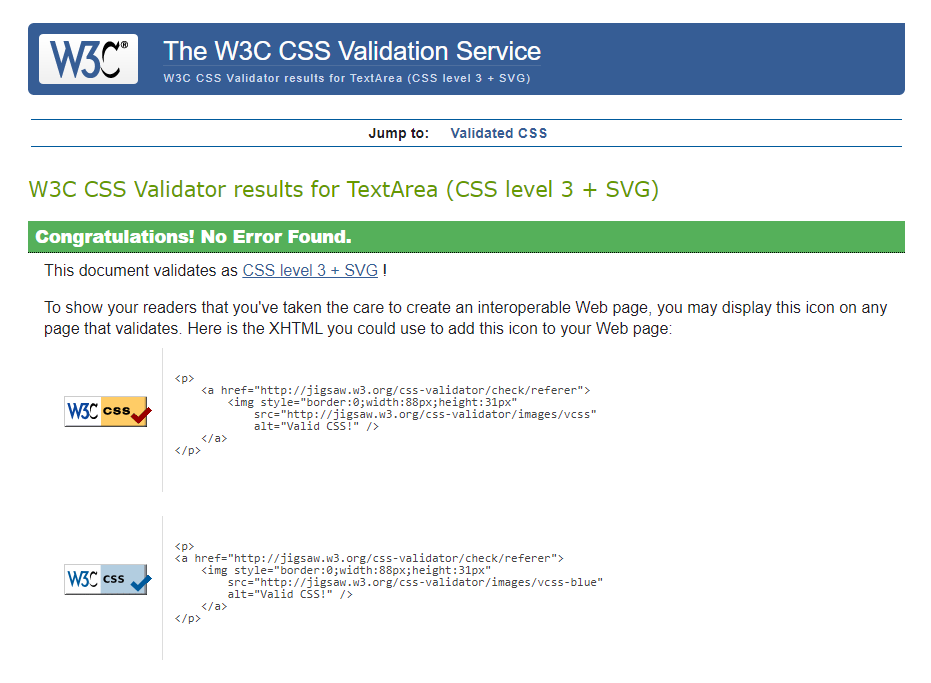 W3C®
The W3C CSS Validation Service
W3C CSS Validator results for TextArea (CSS level 3 + SVG)
Jump to: Validated CSS
W3C CSS Validator results for TextArea (CSS level 3 + SVG)
Congratulations! No Error Found.
This document validates as CSS level 3 + SVG !
To show your readers that you've taken the care to create an interoperable Web page, you may display this icon on any
page that validates. Here is the XHTML you could use to add this icon to your Web page:
W3C css
<p>
    <a href="http://jigsaw.w3.org/css-validator/check/referer">
        <img style="border:0;width:88px;height:31px"
            src="http://jigsaw.w3.org/css-validator/images/vcss"
            alt="Valid CSS!" />
    </a>
</p>
W3C css
<p>
<a href="http://jigsaw.w3.org/css-validator/check/referer">
    <img style="border:0;width:88px;height:31px"
        src="http://jigsaw.w3.org/css-validator/images/vcss-blue"
        alt="Valid CSS!" />
    </a>
</p>